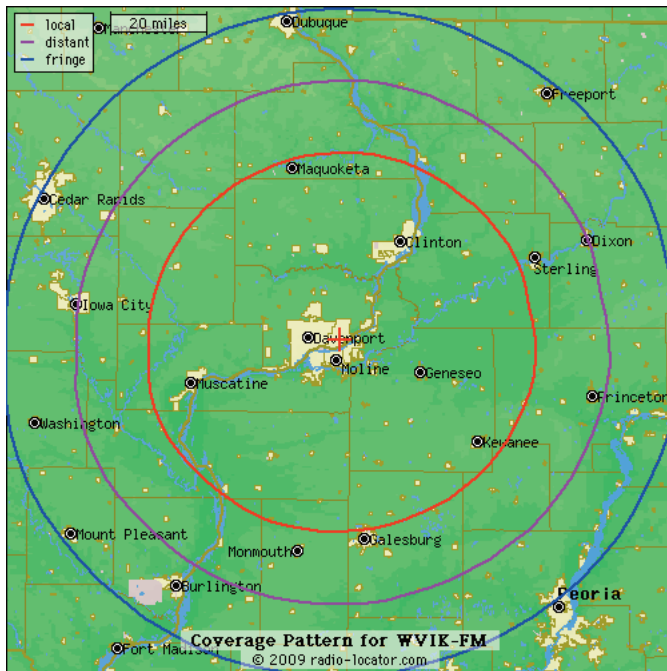 local
distant
fringe
20 miles
Manchester
Dubuque
Freeport
Maquoketa
Cedar Rapids
Clinton
Dixon
Sterling
Iowa City
Davenport
Moline
Geneseo
Muscatine
Princeton
Washington
Kewanee
Mount Pleasant
Galesburg
Monmouth
Burlington
Peoria
Fort Madison
Coverage Pattern for WVIK-FM
© 2009 radio-locator.com